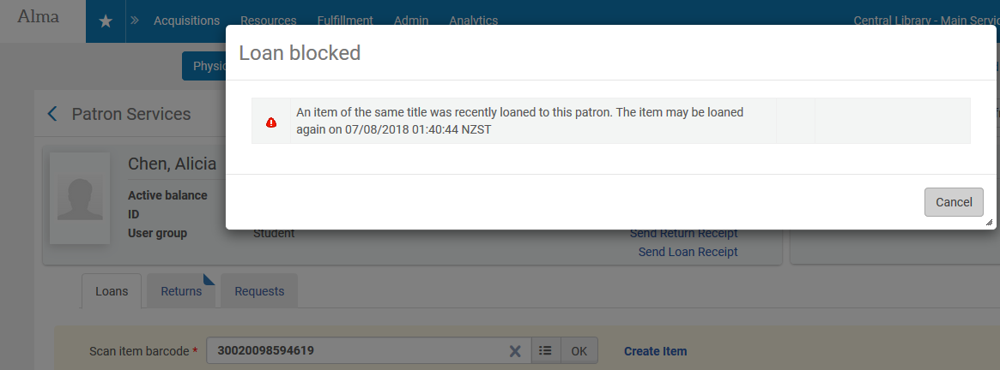 Alma
Acquisitions Resources Fulfillment Admin Analytics Central Library - Main Servic
Loan blocked
An item of the same title was recently loaned to this patron. The item may be loaned
again on 07/08/2018 01:40:44 NZST
Cancel
Physic
Patron Services
Chen, Alicia
Active balance
ID
User group Student Send Return Receipt
Send Loan Receipt
Loans Returns Requests
Scan item barcode * 30020098594619 OK Create Item